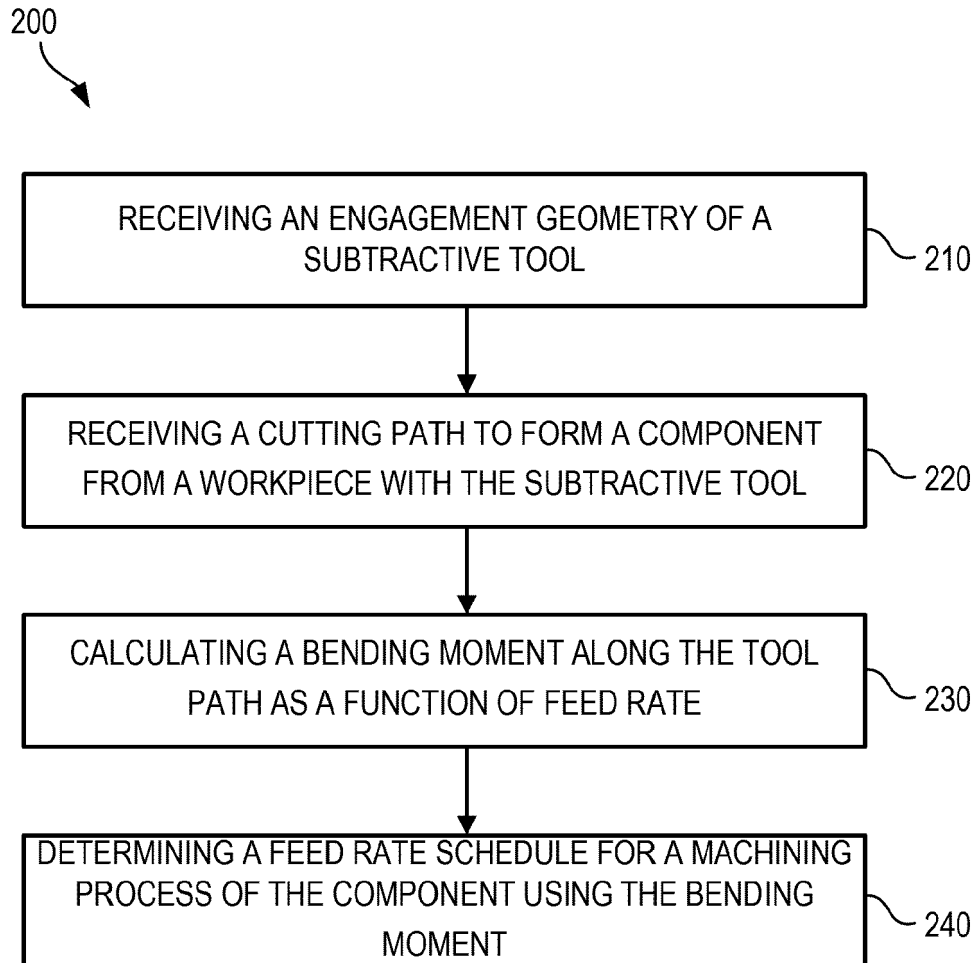 200
RECEIVING AN ENGAGEMENT GEOMETRY OF A
SUBTRACTIVE TOOL
210
RECEIVING A CUTTING PATH TO FORM A COMPONENT
FROM A WORKPIECE WITH THE SUBTRACTIVE TOOL
220
CALCULATING A BENDING MOMENT ALONG THE TOOL
PATH AS A FUNCTION OF FEED RATE
230
DETERMINING A FEED RATE SCHEDULE FOR A MACHINING
PROCESS OF THE COMPONENT USING THE BENDING
MOMENT
240